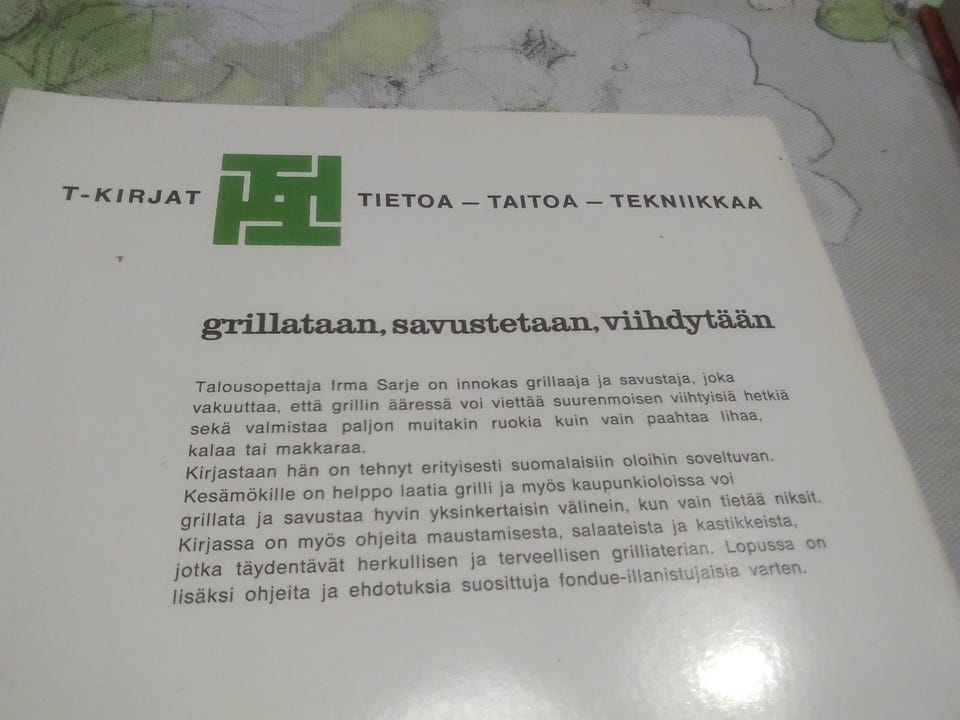 T-KIRJAT TIETOA – TAITOA – TEKNIIKKAA
grillataan, savustetaan, viihdytään
Talousopettaja Irma Sarje on innokas grillaaja ja savustaja, joka
vakuuttaa, että grillin ääressä voi viettää suurenmoisen viihtyisiä hetkiä
sekä valmistaa paljon muitakin ruokia kuin vain paahtaa lihaa,
kalaa tai makkaraa.
Kirjastaan hän on tehnyt erityisesti suomalaisiin oloihin soveltuvan.
Kesämökille on helppo laatia grilli ja myös kaupunkioloissa voi
grillata ja savustaa hyvin yksinkertaisin välinein, kun vain tietää niksit.
Kirjassa on myös ohjeita maustamisesta, salaateista ja kastikkeista,
jotka täydentävät herkullisen ja terveellisen grilliaterian. Lopussa on
lisäksi ohjeita ja ehdotuksia suosittuja fondue-illanistujaisia varten.